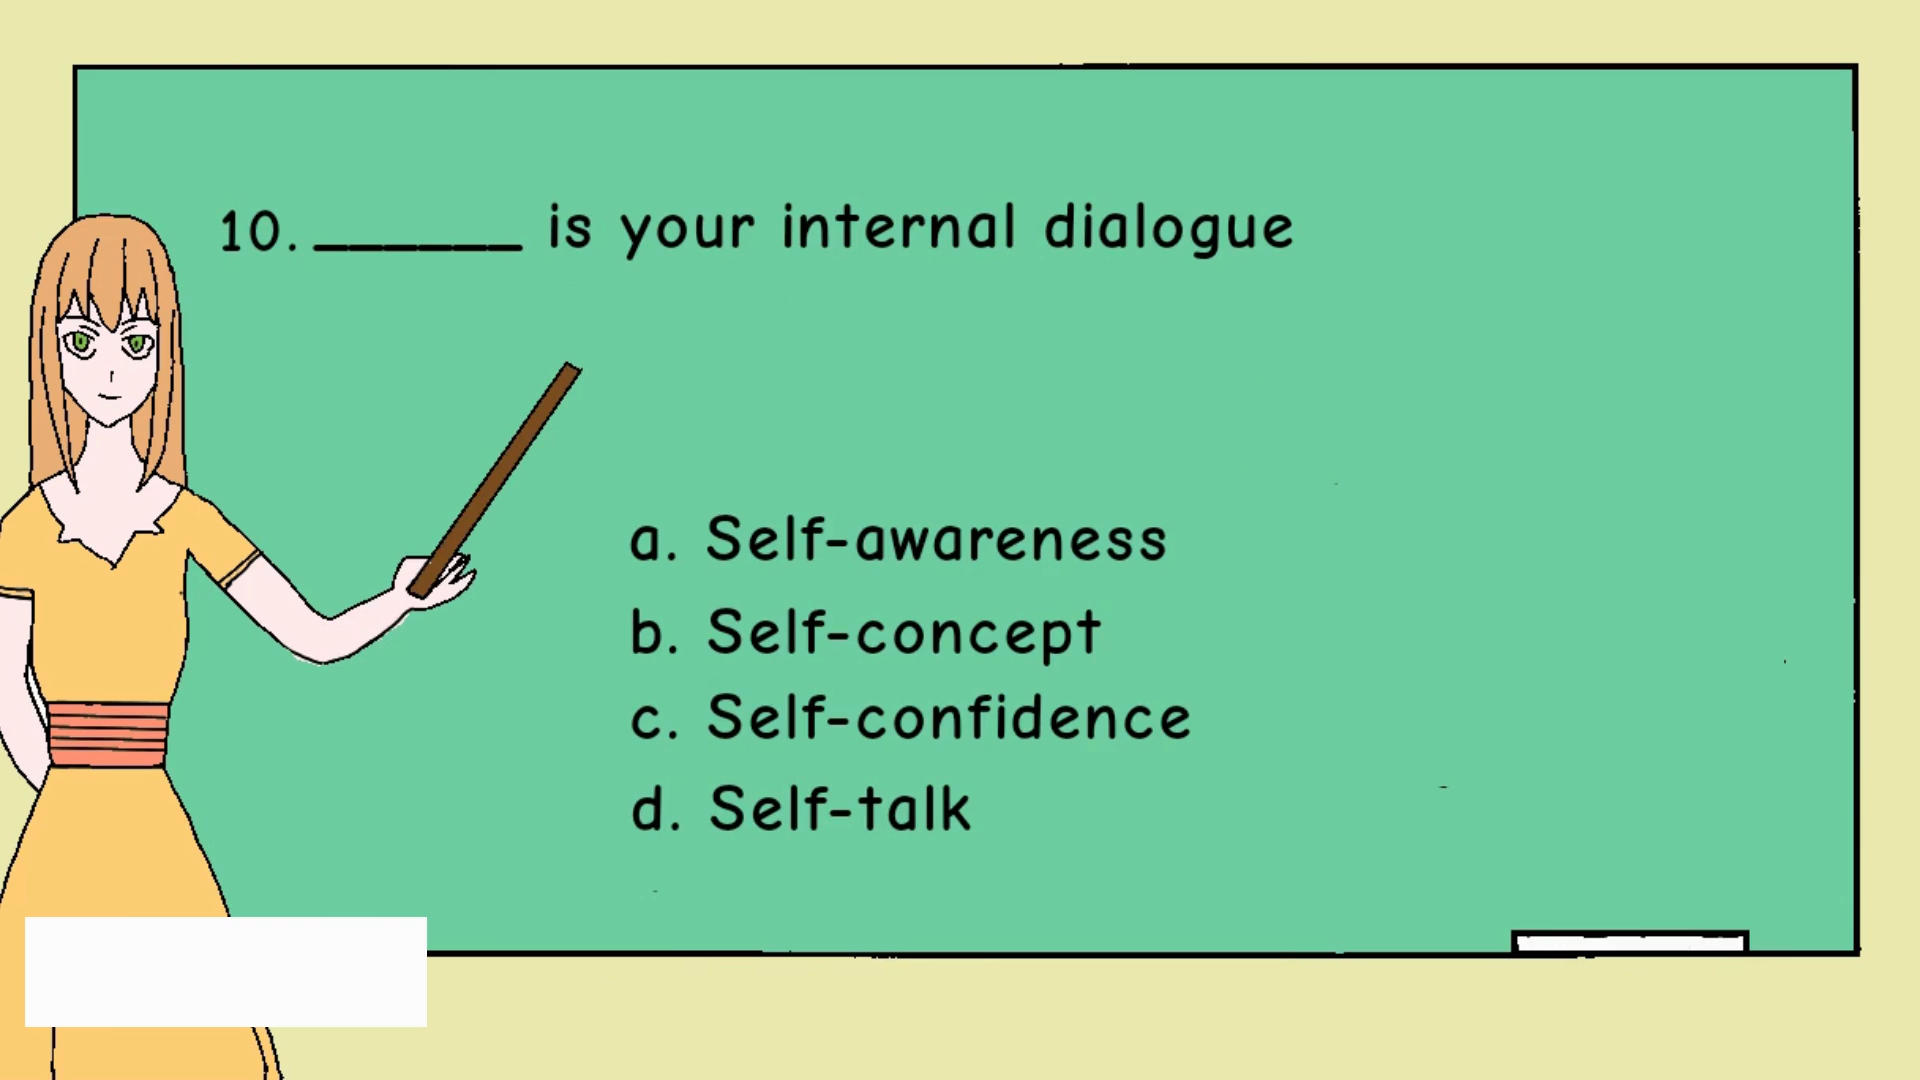 10. ______ is your internal dialogue
a. Self-awareness
b. Self-concept
c. Self-confidence
d. Self-talk